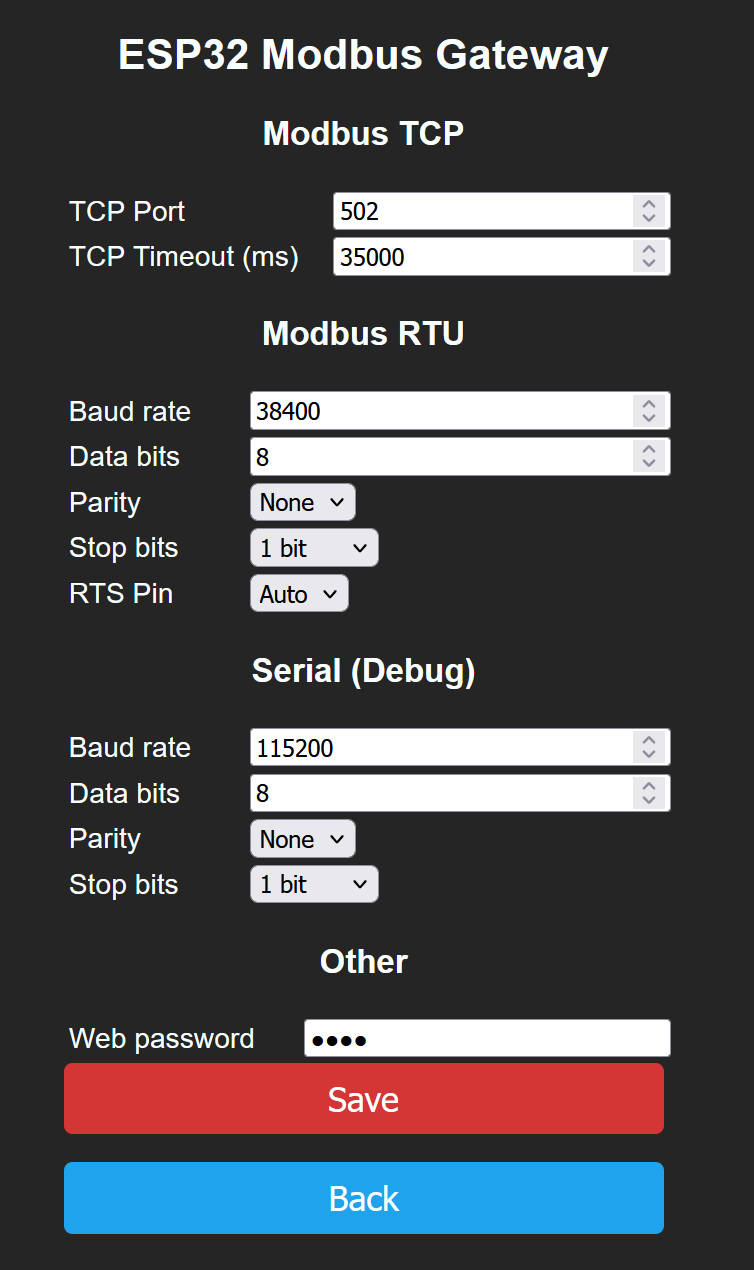 ESP32 Modbus Gateway
Modbus TCP
TCP Port 502
TCP Timeout (ms) 35000
Modbus RTU
Baud rate 38400
Data bits 8
Parity None
Stop bits 1 bit
RTS Pin Auto
Serial (Debug)
Baud rate 115200
Data bits 8
Parity None
Stop bits 1 bit
Other
Web password ●●●●
Save
Back